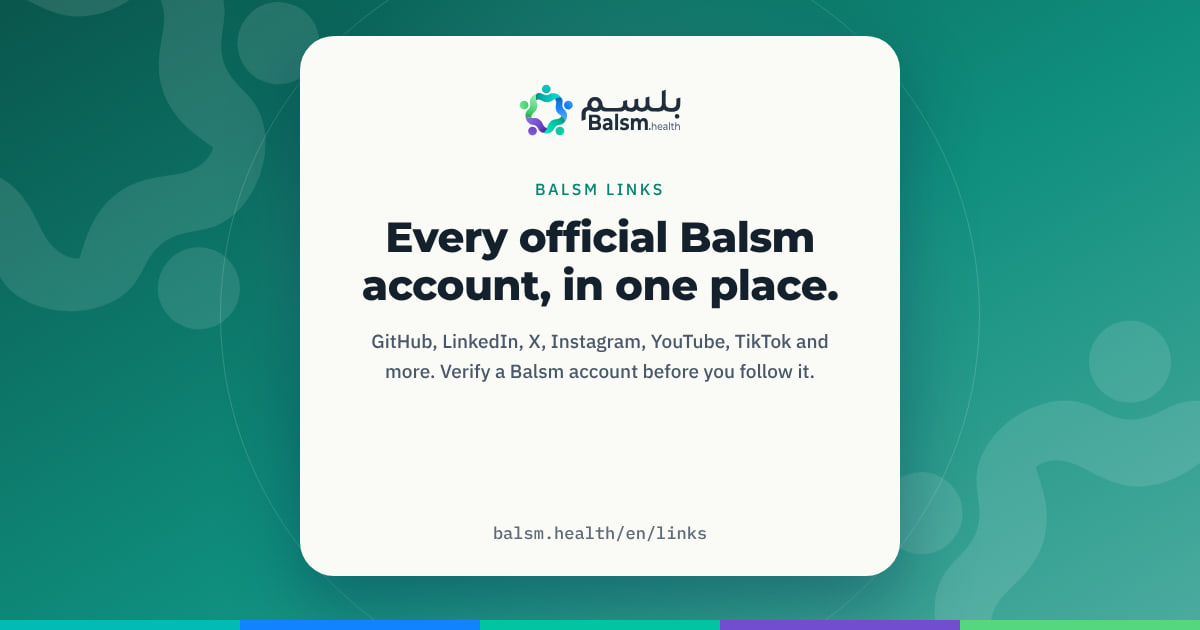 بلسم
Balsm.health
BALSM LINKS
Every official Balsm
account, in one place.
GitHub, LinkedIn, X, Instagram, YouTube, TikTok and
more. Verify a Balsm account before you follow it.
balsm.health/en/links